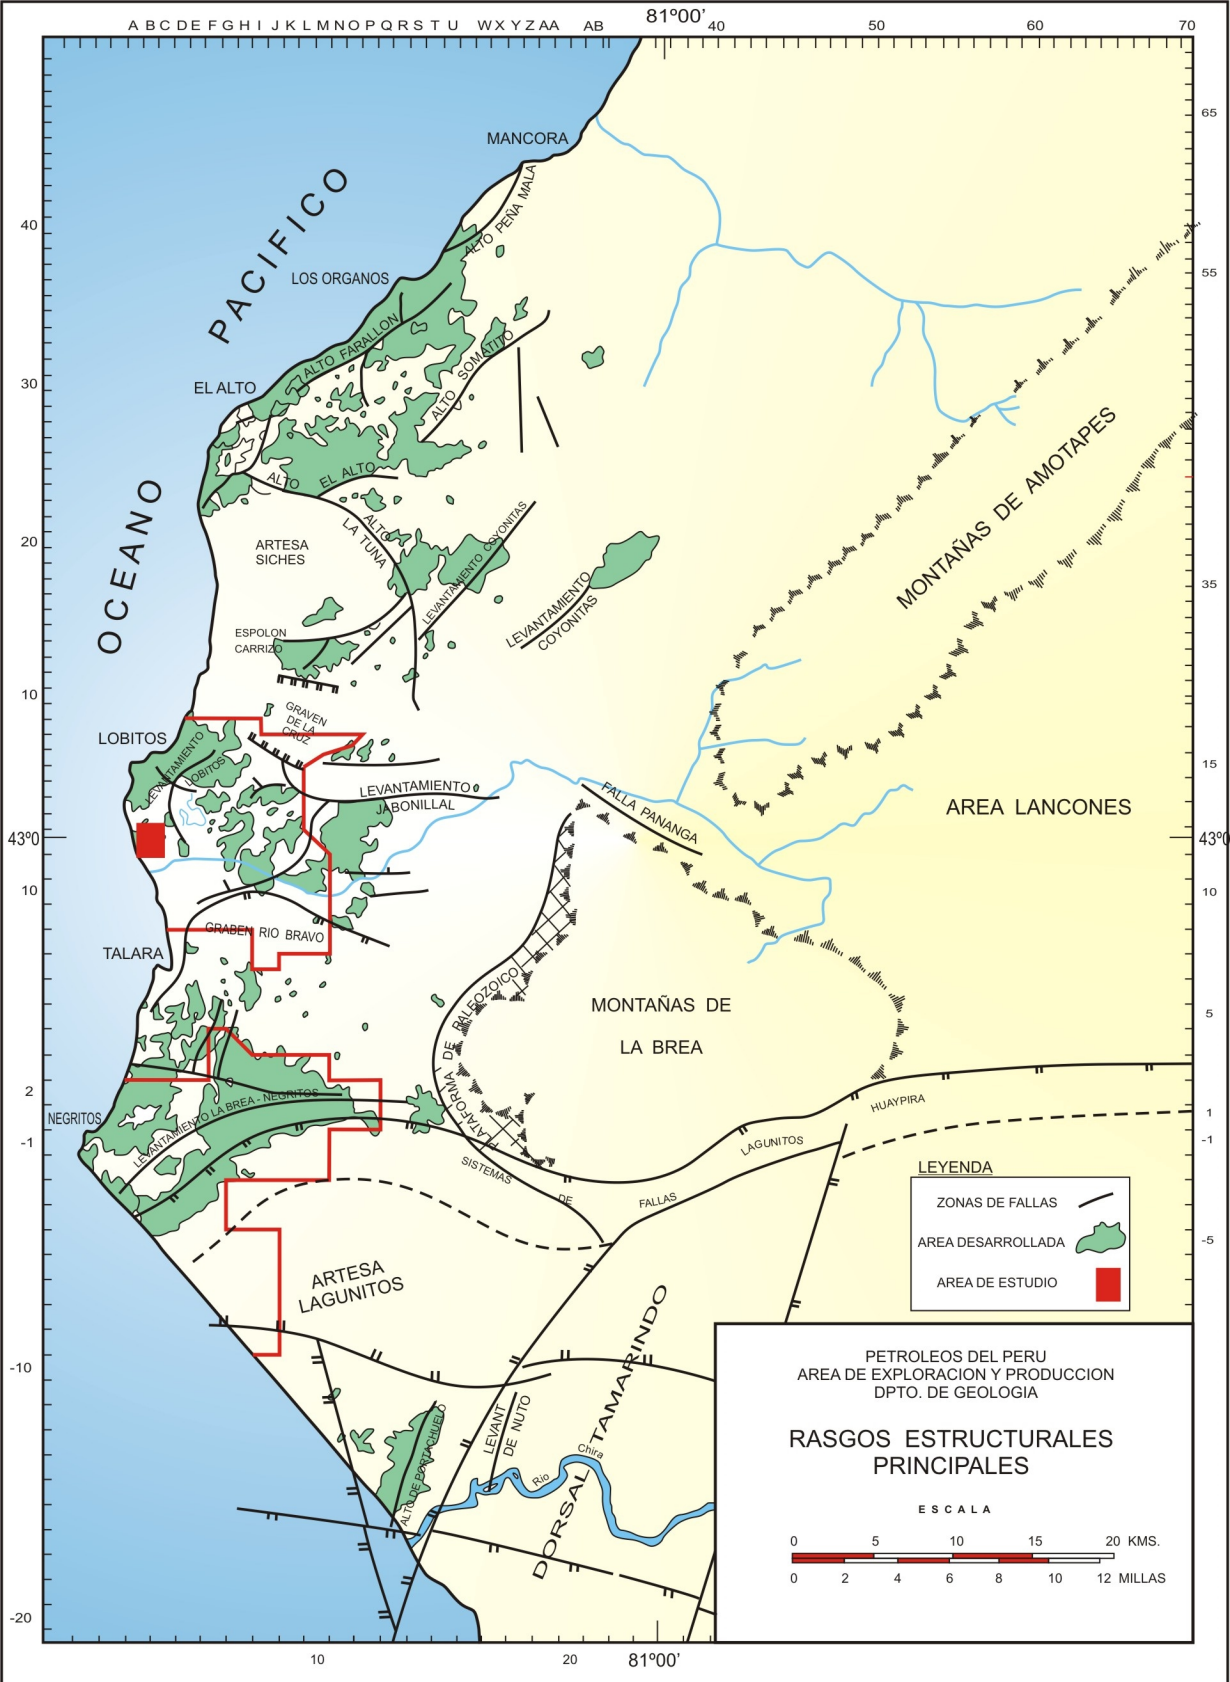 A B C D E F G H I J K L M N O P Q R S T U W X Y Z AA AB
81º00’
40
50
60
70
65
MANCORA
ALTO PEÑA MALA
40
PACIFICO
LOS ORGANOS
55
ALTO FARALLON
ALTO SOMATITO
30
EL ALTO
MONTAÑAS DE AMOTAPES
ALTO EL ALTO
OCEANO
ALTO
LA TUNA
LEVANTAMIENTO COYONITAS
20
ARTESA
SICHES
LEVANTAMIENTO
COYONITAS
35
ESPOLON
CARRIZO
10
GRAVEN
DE LA
CRUZ
LOBITOS
LEVANTAMIENTO
LOBITOS
15
LEVANTAMIENTO
JABONILLAL
FALLA PANANGA
AREA LANCONES
43º0
43º0
10
10
GRABEN RIO BRAVO
TALARA
PLATAFORMA DE PALEOZOICO
MONTAÑAS DE
LA BREA
5
2
NEGRITOS
LEVANTAMIENTO LA BREA - NEGRITOS
HUAYPIRA
1
-1
-1
LAGUNITOS
SISTEMAS
DE
FALLAS
-5
LEYENDA
ZONAS DE FALLAS
AREA DESARROLLADA
AREA DE ESTUDIO
ARTESA
LAGUNITOS
DORSAL TAMARINDO
-10
PETROLEOS DEL PERU
AREA DE EXPLORACION Y PRODUCCION
DPTO. DE GEOLOGIA
RASGOS ESTRUCTURALES
PRINCIPALES
ESCALA
0 5 10 15 20 KMS.
0 2 4 6 8 10 12 MILLAS
ALTO DE PORTACHUELO
LEVANT
DE NUTO
Rio
Chira
-20
10
20
81º00’